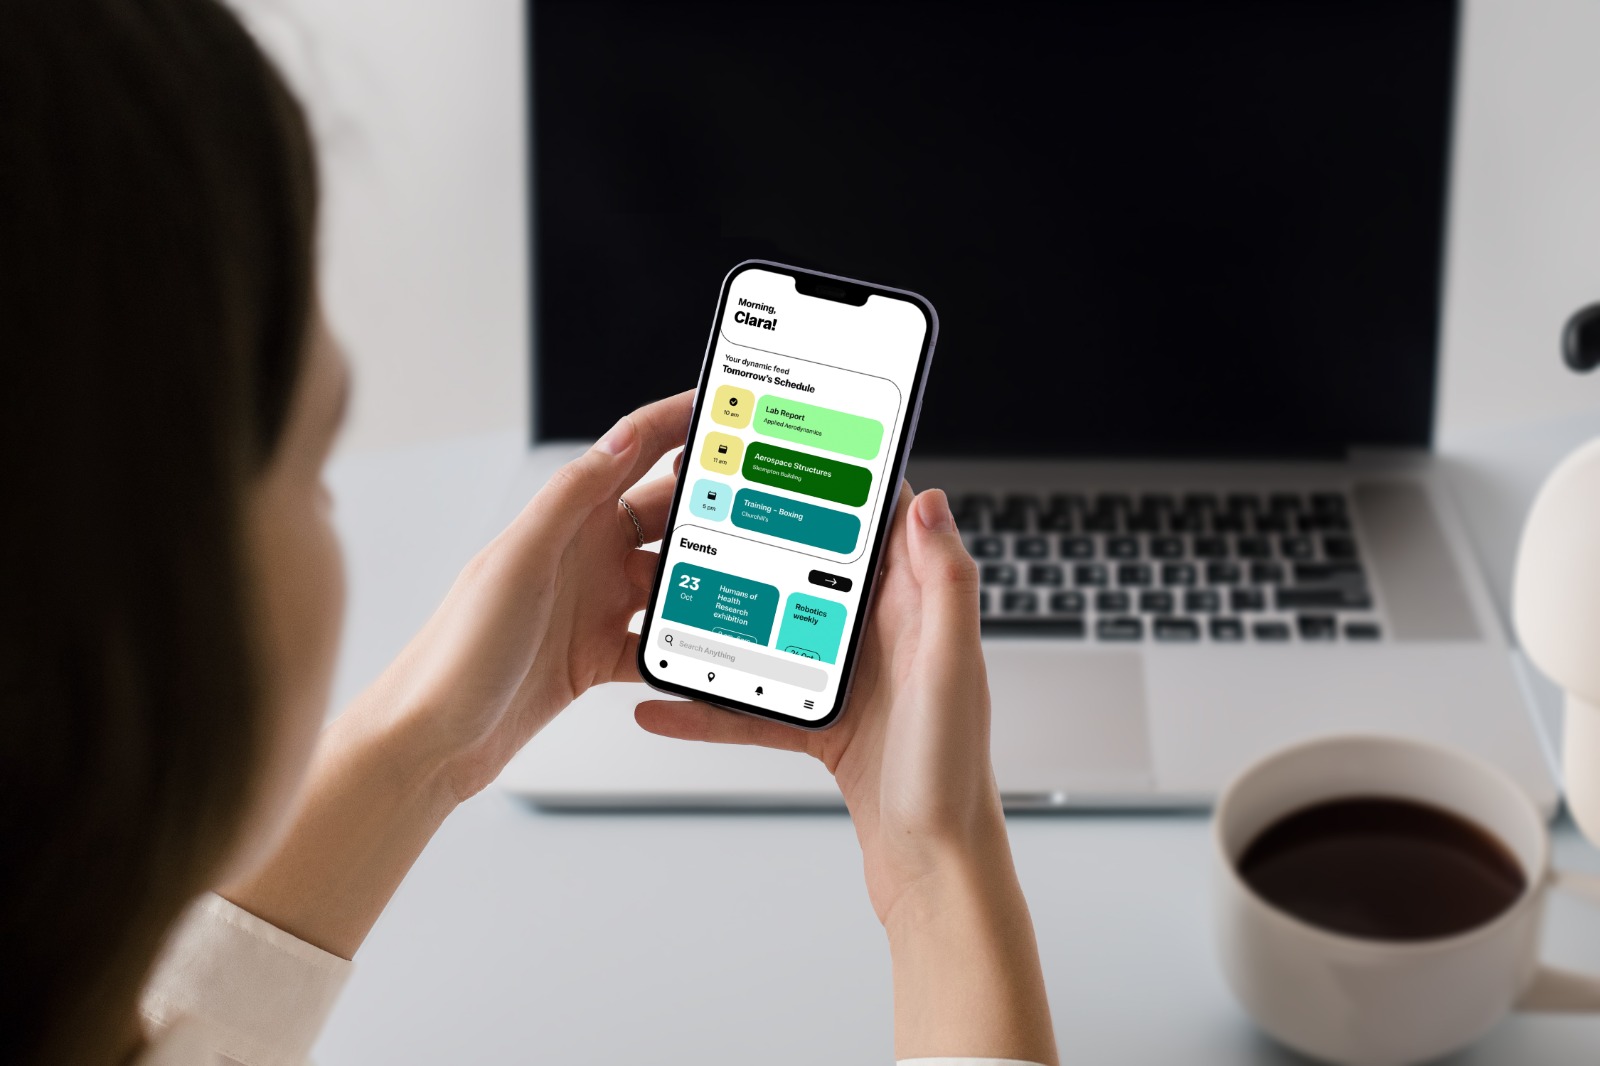 Morning,
Clara!
Your dynamic feed
Tomorrow's Schedule
10 am
Lab Report
Applied Aerodynamics
11 am
Aerospace Structures
Skempton Building
5 pm
Training - Boxing
Churchill's
Events
23
Oct
Humans of
Health
Research
exhibition
Robotics
weekly
Search Anything